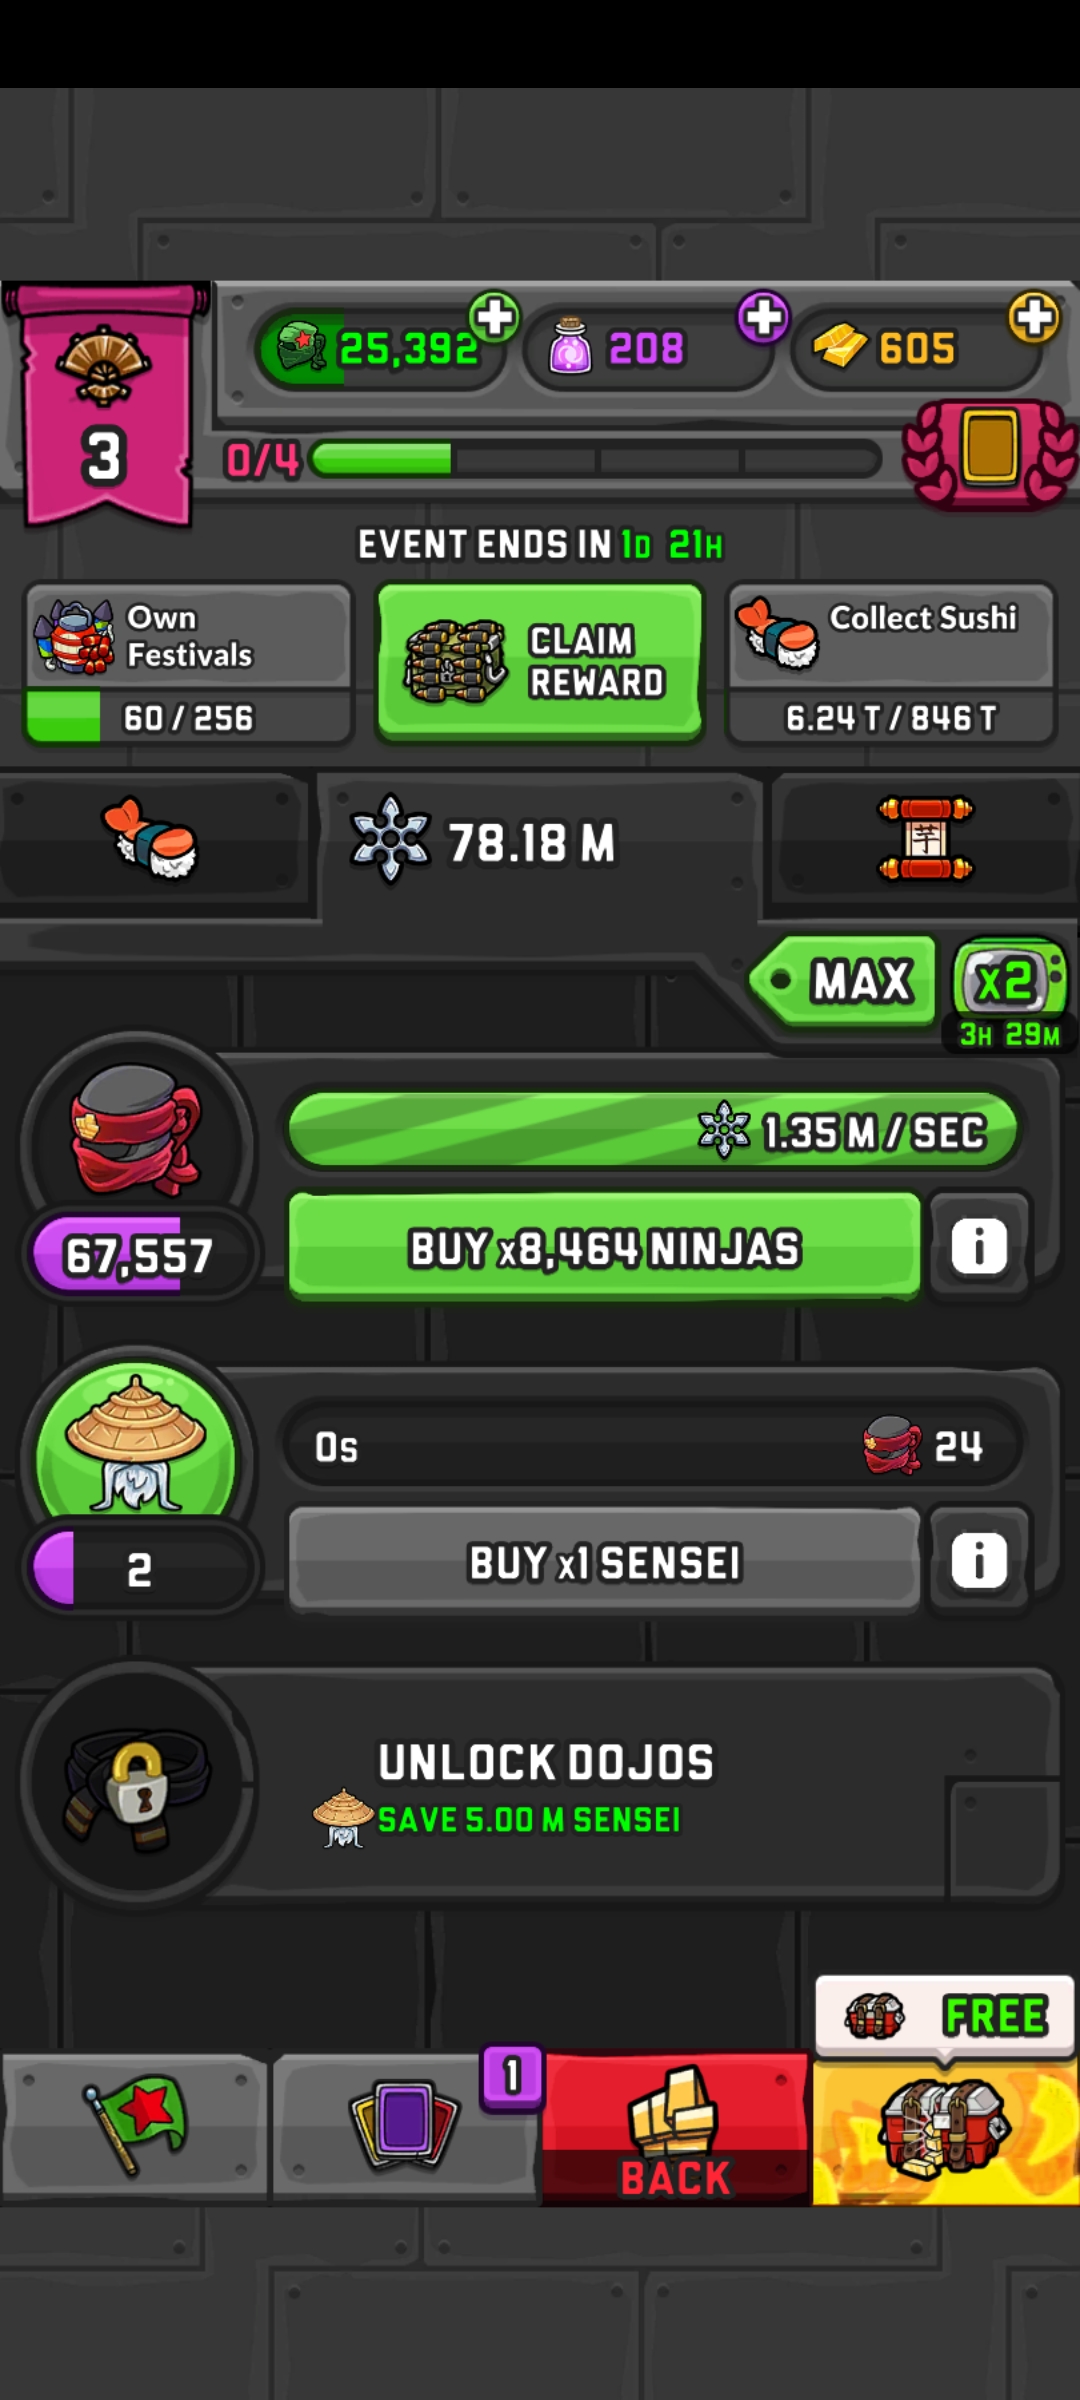 25,392
208
605
3
0/4
EVENT ENDS IN 1D 21H
Own
Festivals
60 / 256
CLAIM
REWARD
Collect Sushi
6.24 T / 846 T
78.18 M
芋
MAX
x2
3H 29M
1.35 M / SEC
67,557
BUY x8,464 NINJAS
i
0s
24
2
BUY x1 SENSEI
i
UNLOCK DOJOS
SAVE 5.00 M SENSEI
FREE
1
BACK